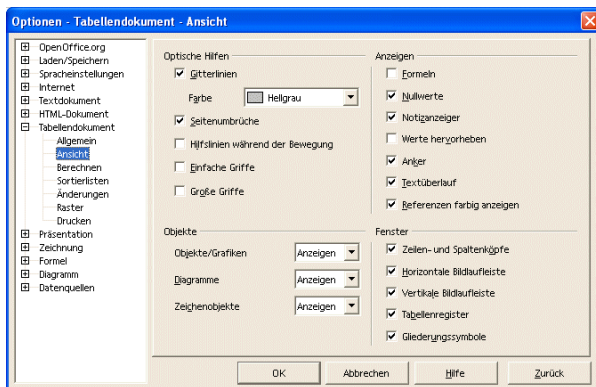 Optionen - Tabellendokument - Ansicht
OpenOffice.org
Laden/Speichern
Spracheinstellungen
Internet
Textdokument
HTML-Dokument
Tabellendokument
Allgemein
Ansicht
Berechnen
Sortierlisten
Änderungen
Raster
Drucken
Präsentation
Zeichnung
Formel
Diagramm
Datenquellen
Optische Hilfen
Gitterlinien
Farbe Hellgrau
Seitenumbrüche
Hilfslinien während der Bewegung
Einfache Griffe
Große Griffe
Anzeigen
Formeln
Nullwerte
Notizanzeiger
Werte hervorheben
Anker
Textüberlauf
Referenzen farbig anzeigen
Objekte
Objekte/Grafiken Anzeigen
Diagramme Anzeigen
Zeichenobjekte Anzeigen
Fenster
Zeilen- und Spaltenköpfe
Horizontale Bildlaufleiste
Vertikale Bildlaufleiste
Tabellenregister
Gliederungssymbole
OK Abbrechen Hilfe Zurück